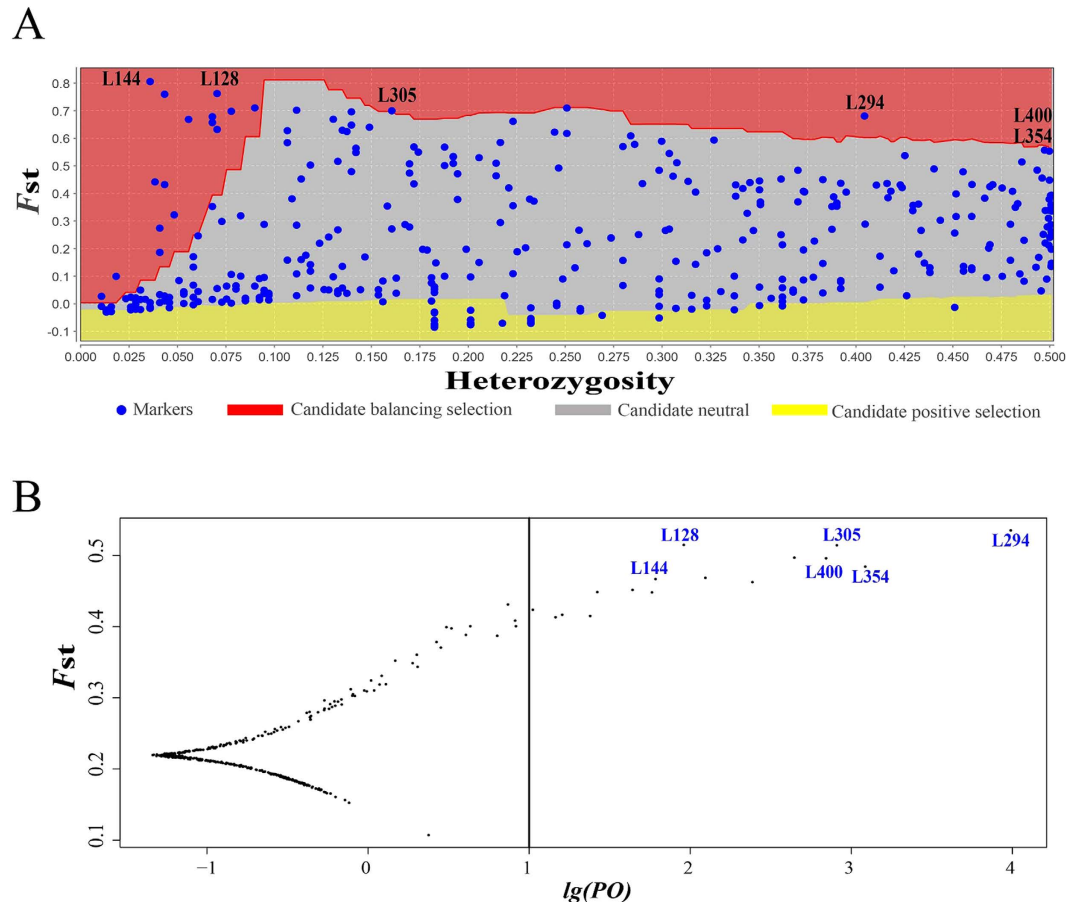 A
L144
L128
L305
L294
L400
L354
0.8
0.7
0.6
0.5
0.4
0.3
0.2
0.1
0.0
-0.1
Fst
0.000 0.025 0.050 0.075 0.100 0.125 0.150 0.175 0.200 0.225 0.250 0.275 0.300 0.325 0.350 0.375 0.400 0.425 0.450 0.475 0.500
Heterozygosity
Markers Candidate balancing selection Candidate neutral Candidate positive selection
B
0.5
0.4
0.3
0.2
0.1
Fst
L128
L305
L294
L144
L400
L354
−1 0 1 2 3 4
lg(PO)